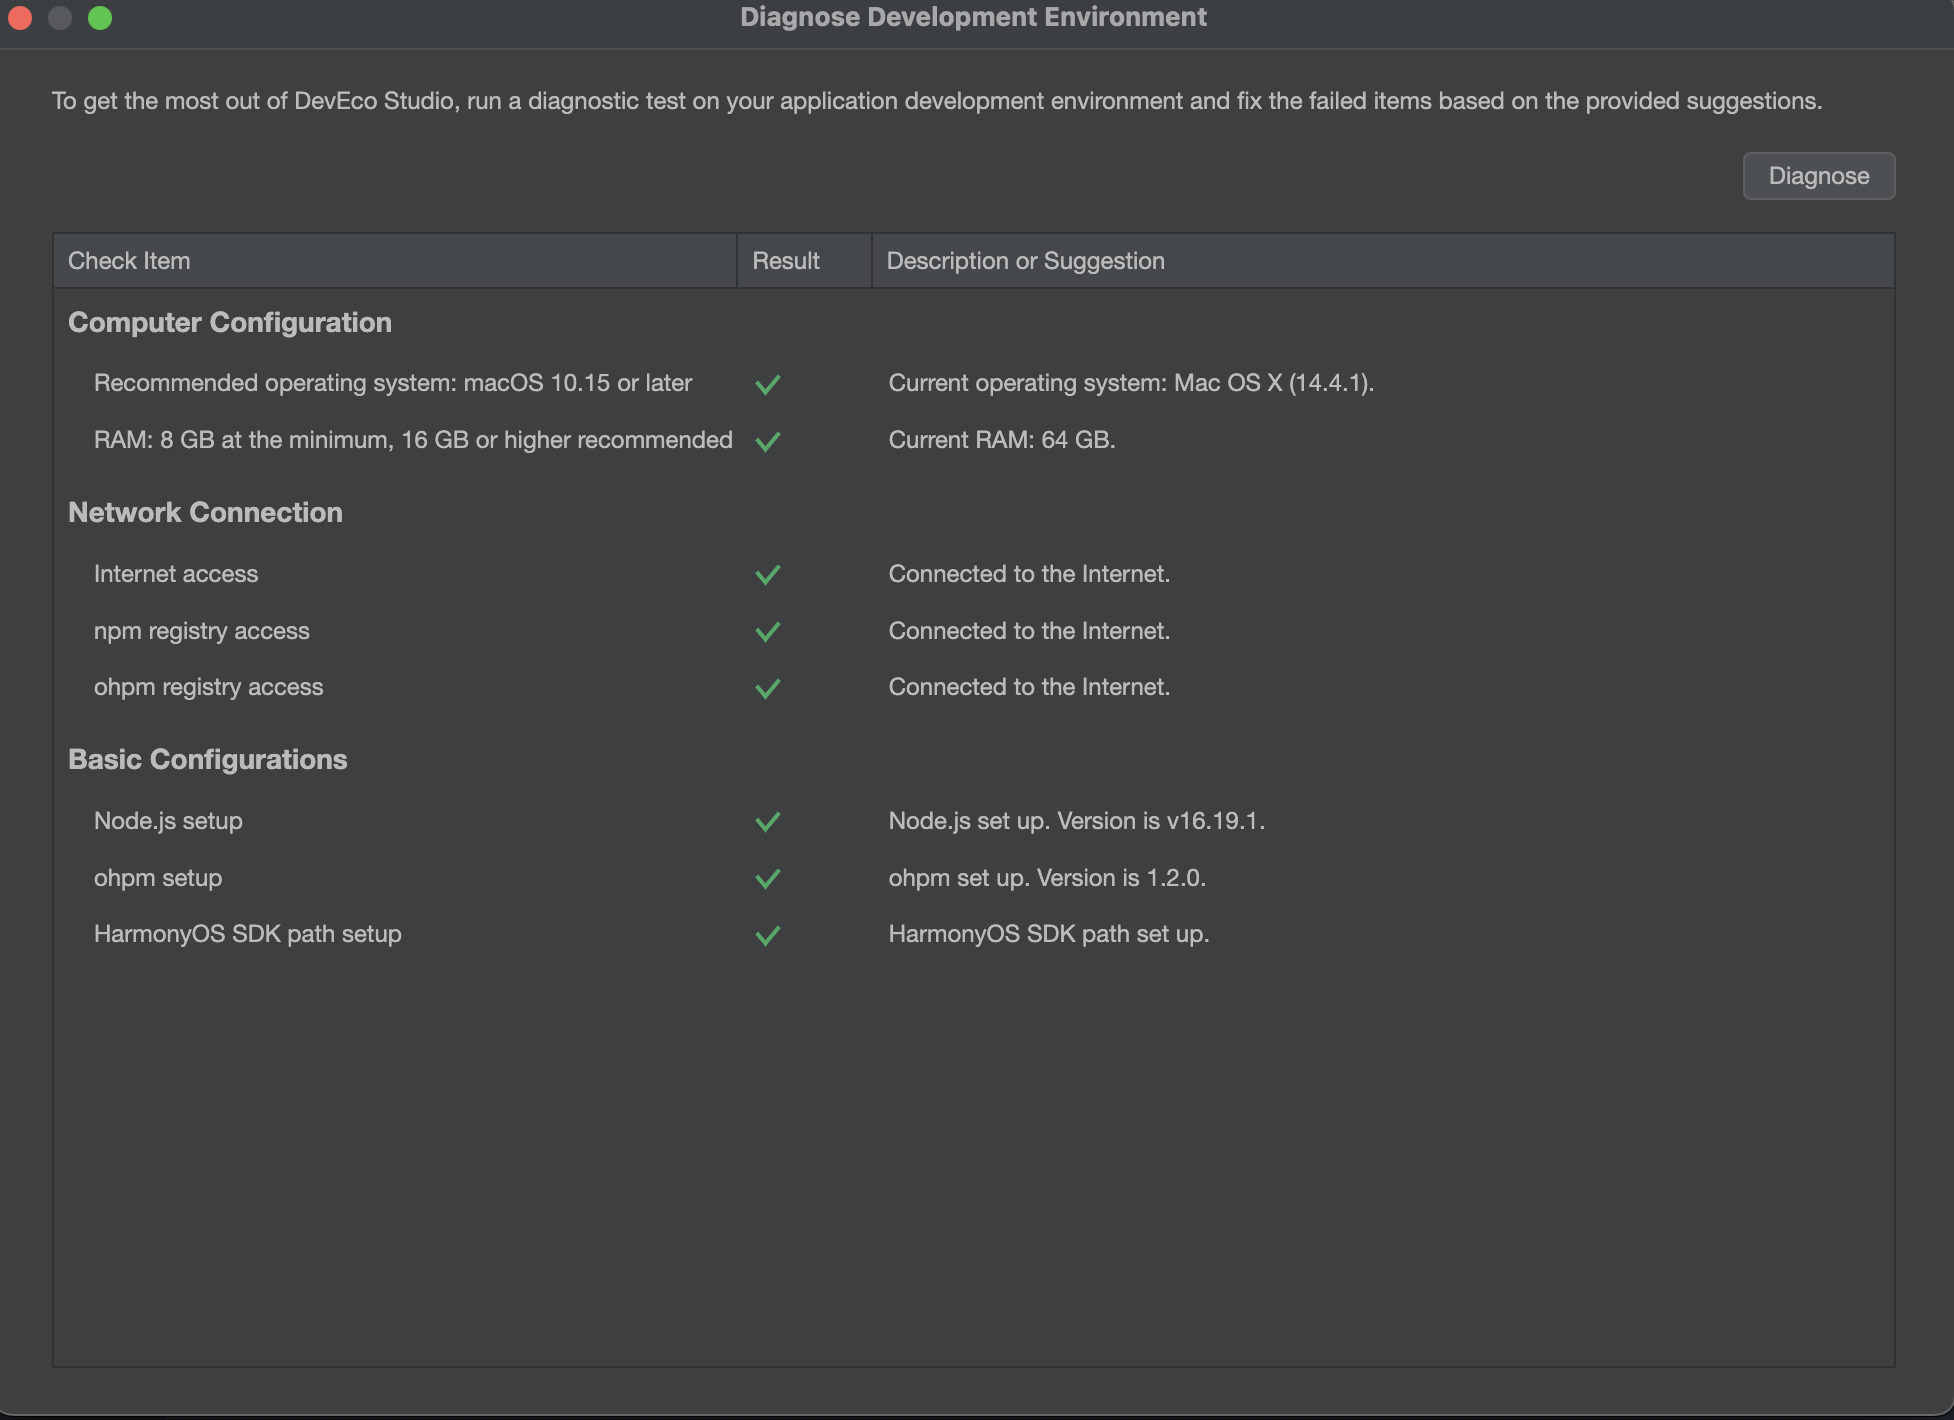 Diagnose Development Environment
To get the most out of DevEco Studio, run a diagnostic test on your application development environment and fix the failed items based on the provided suggestions.
Diagnose
Check Item Result Description or Suggestion
Computer Configuration
Recommended operating system: macOS 10.15 or later Current operating system: Mac OS X (14.4.1).
RAM: 8 GB at the minimum, 16 GB or higher recommended Current RAM: 64 GB.
Network Connection
Internet access Connected to the Internet.
npm registry access Connected to the Internet.
ohpm registry access Connected to the Internet.
Basic Configurations
Node.js setup Node.js set up. Version is v16.19.1.
ohpm setup ohpm set up. Version is 1.2.0.
HarmonyOS SDK path setup HarmonyOS SDK path set up.